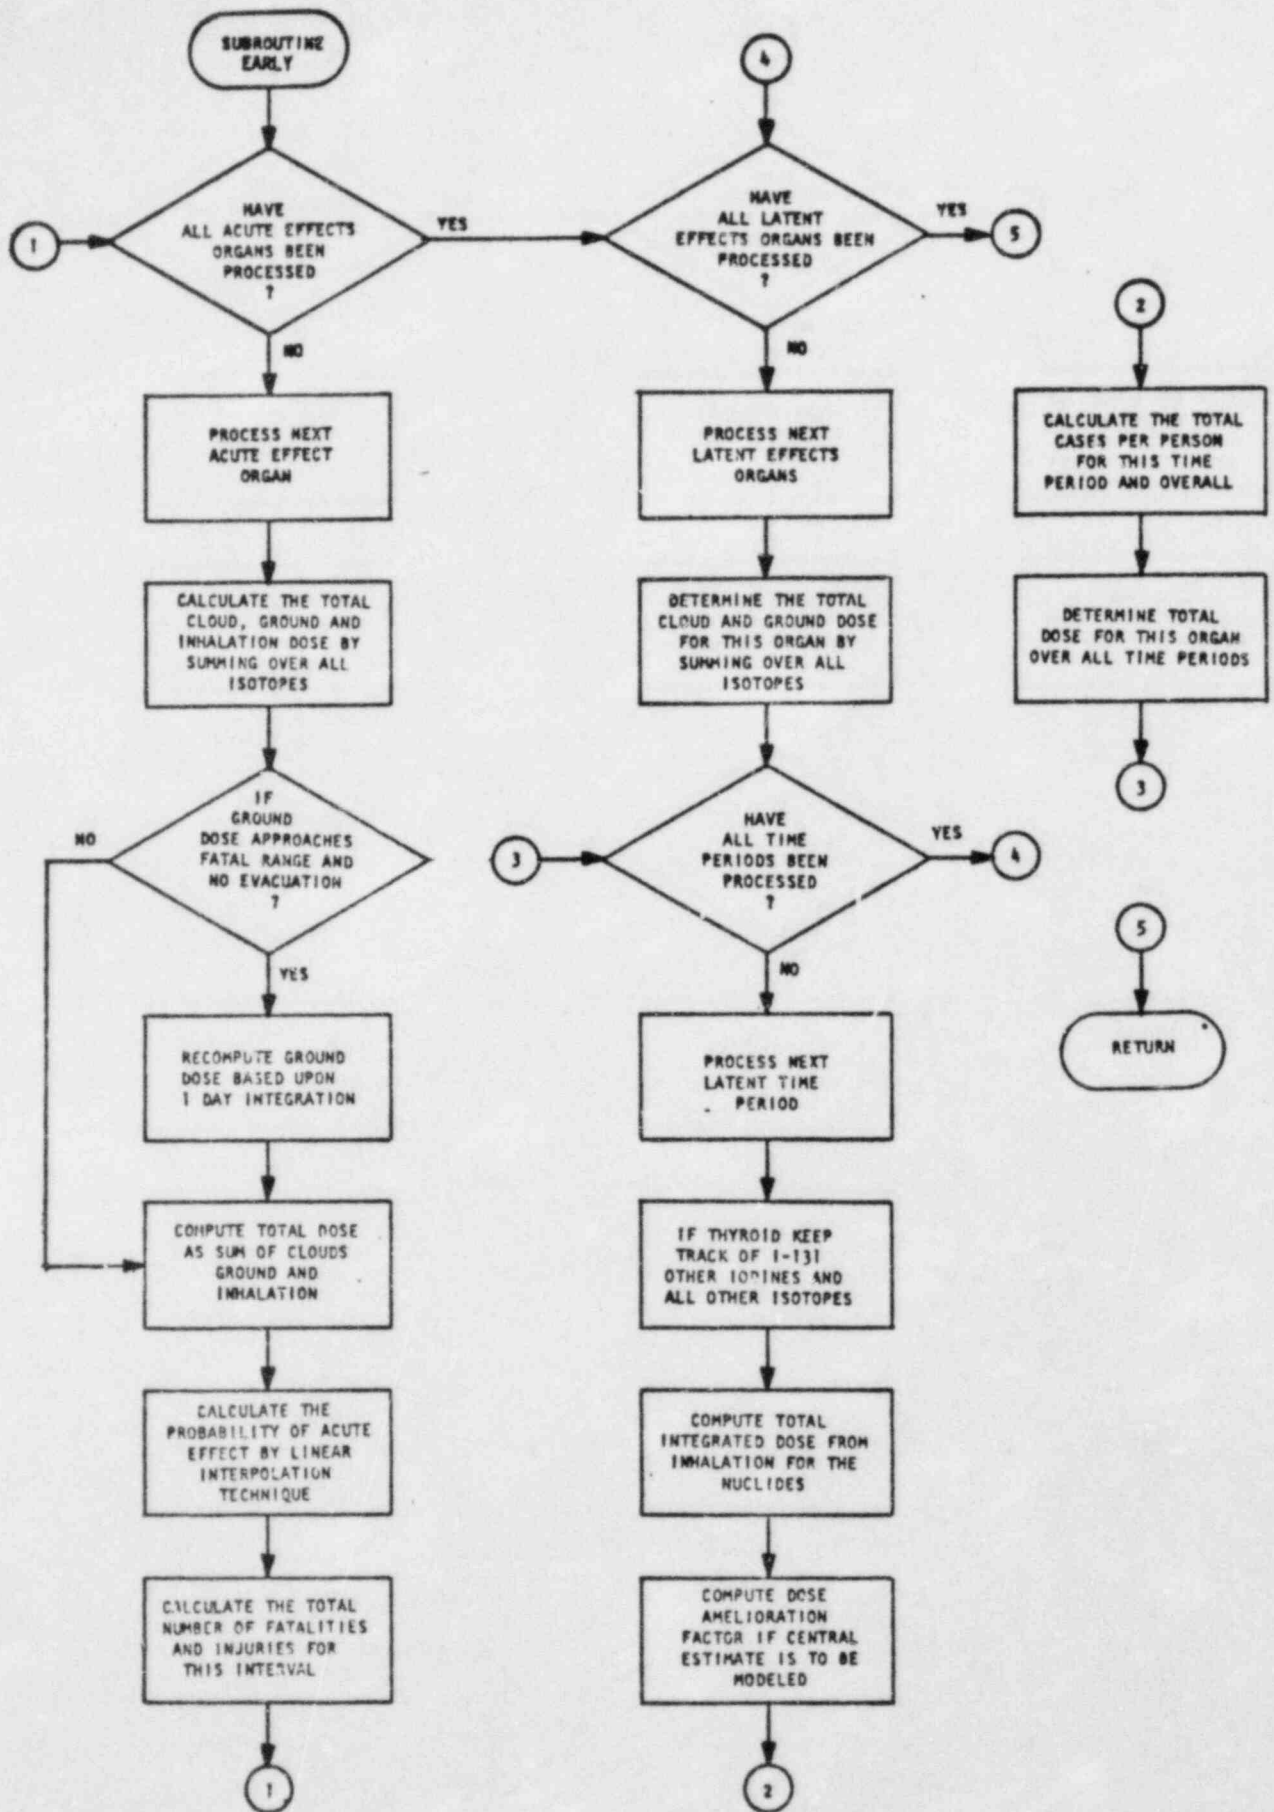 SUBROUTINE
EARLY
1
HAVE
ALL ACUTE EFFECTS
ORGANS BEEN
PROCESSED
?
YES
NO
PROCESS NEXT
ACUTE EFFECT
ORGAN
CALCULATE THE TOTAL
CLOUD, GROUND AND
INHALATION DOSE BY
SUMMING OVER ALL
ISOTOPES
IF
GROUND
DOSE APPROACHES
FATAL RANGE AND
NO EVACUATION
?
NO
YES
RECOMPUTE GROUND
DOSE BASED UPON
1 DAY INTEGRATION
COMPUTE TOTAL DOSE
AS SUM OF CLOUDS
GROUND AND
INHALATION
CALCULATE THE
PROBABILITY OF ACUTE
EFFECT BY LINEAR
INTERPOLATION
TECHNIQUE
CALCULATE THE TOTAL
NUMBER OF FATALITIES
AND INJURIES FOR
THIS INTERVAL
1
4
HAVE
ALL LATENT
EFFECTS ORGANS BEEN
PROCESSED
?
YES
5
NO
PROCESS NEXT
LATENT EFFECTS
ORGANS
DETERMINE THE TOTAL
CLOUD AND GROUND DOSE
FOR THIS ORGAN BY
SUMMING OVER ALL
ISOTOPES
3
HAVE
ALL TIME
PERIODS BEEN
PROCESSED
?
YES
4
NO
PROCESS NEXT
LATENT TIME
PERIOD
IF THYROID KEEP
TRACK OF I-131
OTHER IODINES AND
ALL OTHER ISOTOPES
COMPUTE TOTAL
INTEGRATED DOSE FROM
INHALATION FOR THE
NUCLIDES
COMPUTE DOSE
AMELIORATION
FACTOR IF CENTRAL
ESTIMATE IS TO BE
MODELED
2
2
CALCULATE THE TOTAL
CASES PER PERSON
FOR THIS TIME
PERIOD AND OVERALL
DETERMINE TOTAL
DOSE FOR THIS ORGAN
OVER ALL TIME PERIODS
3
5
RETURN